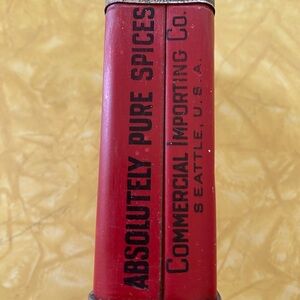 ABSOLUTELY PURE SPICES
COMMERCIAL IMPORTING CO.
SEATTLE, U.S.A.